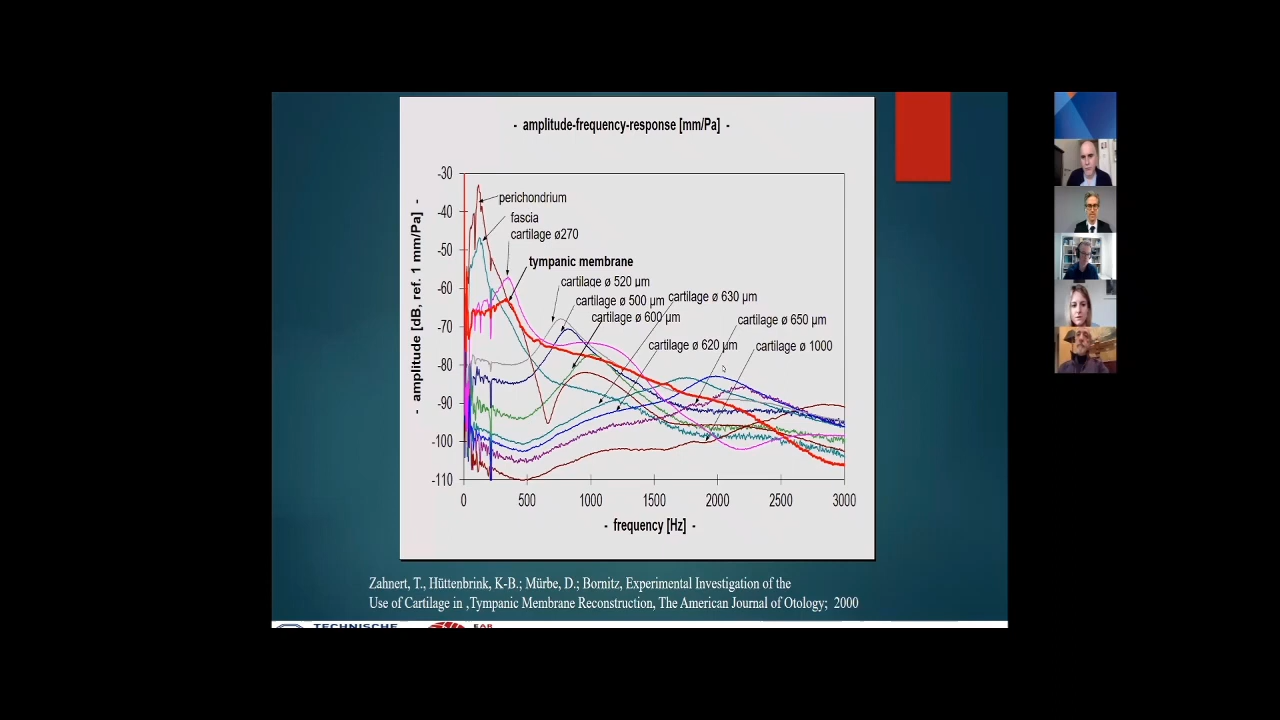 - amplitude-frequency-response [mm/Pa] -
- amplitude [dB, ref. 1 mm/Pa] -
-30
-40
-50
-60
-70
-80
-90
-100
-110
perichondrium
fascia
cartilage ø270
tympanic membrane
cartilage ø 520 µm
cartilage ø 500 µm
cartilage ø 630 µm
cartilage ø 600 µm
cartilage ø 650 µm
cartilage ø 620 µm
cartilage ø 1000
0 500 1000 1500 2000 2500 3000
- frequency [Hz] -
Zahnert, T., Hüttenbrink, K-B.; Mürbe, D.; Bornitz, Experimental Investigation of the
Use of Cartilage in ,Tympanic Membrane Reconstruction, The American Journal of Otology; 2000
TECHNISCHE
EAR